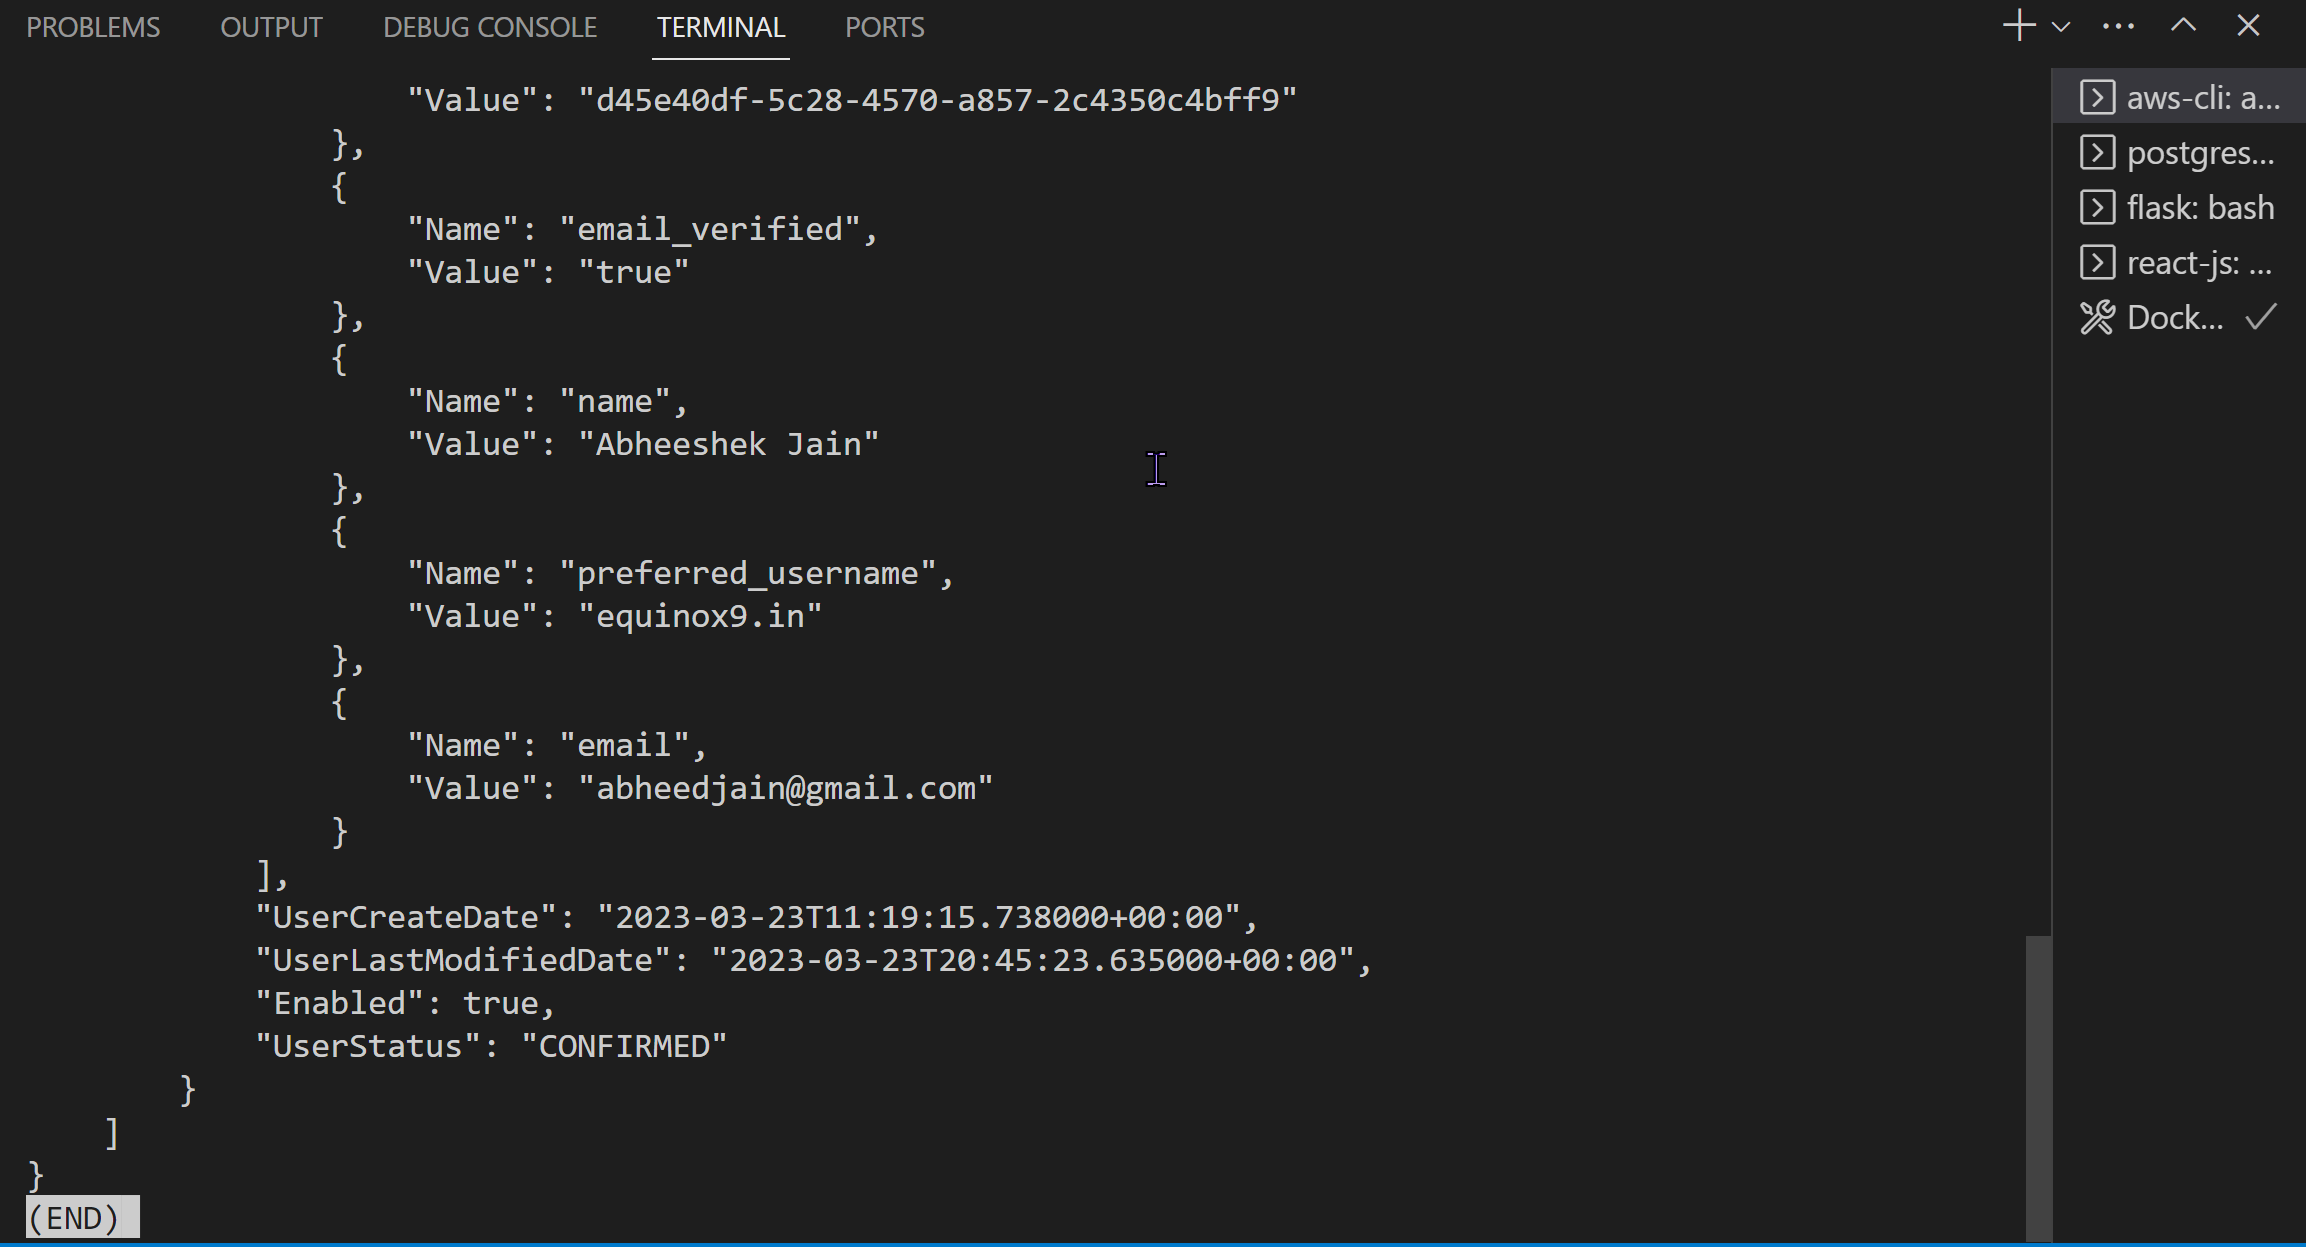 PROBLEMS OUTPUT DEBUG CONSOLE TERMINAL PORTS
"Value": "d45e40df-5c28-4570-a857-2c4350c4bff9"
},
{
"Name": "email_verified",
"Value": "true"
},
{
"Name": "name",
"Value": "Abheeshek Jain"
},
{
"Name": "preferred_username",
"Value": "equinox9.in"
},
{
"Name": "email",
"Value": "abheedjain@gmail.com"
}
],
"UserCreateDate": "2023-03-23T11:19:15.738000+00:00",
"UserLastModifiedDate": "2023-03-23T20:45:23.635000+00:00",
"Enabled": true,
"UserStatus": "CONFIRMED"
}
]
}
(END)
aws-cli: a...
postgres...
flask: bash
react-js: ...
Dock...